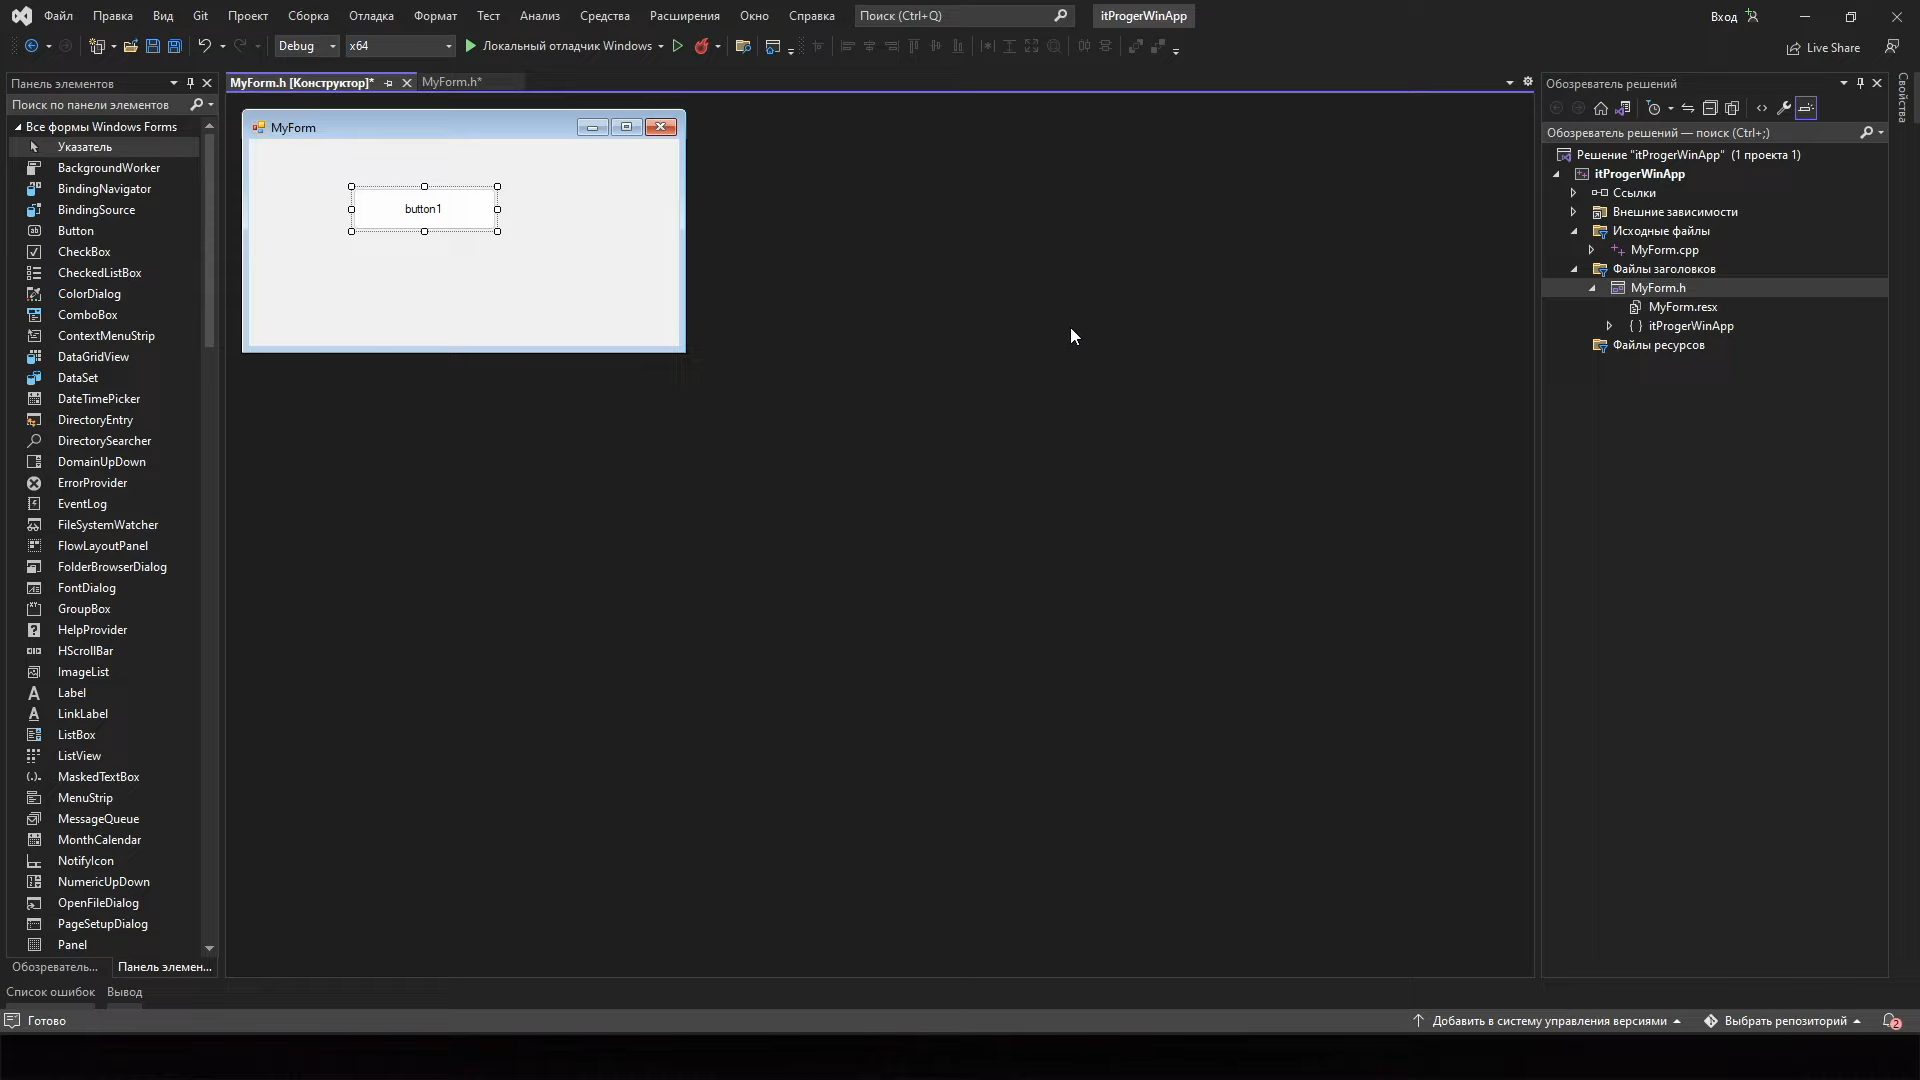 Файл Правка Вид Git Проект Сборка Отладка Формат Тест Анализ Средства Расширения Окно Справка Поиск (Ctrl+Q) itProgerWinApp Вход
Debug x64 Локальный отладчик Windows Live Share
Панель элементов
Поиск по панели элементов
Все формы Windows Forms
Указатель
BackgroundWorker
BindingNavigator
BindingSource
Button
CheckBox
CheckedListBox
ColorDialog
ComboBox
ContextMenuStrip
DataGridView
DataSet
DateTimePicker
DirectoryEntry
DirectorySearcher
DomainUpDown
ErrorProvider
EventLog
FileSystemWatcher
FlowLayoutPanel
FolderBrowserDialog
FontDialog
GroupBox
HelpProvider
HScrollBar
ImageList
Label
LinkLabel
ListBox
ListView
MaskedTextBox
MenuStrip
MessageQueue
MonthCalendar
NotifyIcon
NumericUpDown
OpenFileDialog
PageSetupDialog
Panel
Обозреватель... Панель элемен...
MyForm.h [Конструктор]* MyForm.h*
MyForm
button1
Обозреватель решений
Обозреватель решений — поиск (Ctrl+;)
Решение "itProgerWinApp" (1 проекта 1)
itProgerWinApp
Ссылки
Внешние зависимости
Исходные файлы
MyForm.cpp
Файлы заголовков
MyForm.h
MyForm.resx
{ } itProgerWinApp
Файлы ресурсов
Свойства
Список ошибок Вывод
Готово Добавить в систему управления версиями Выбрать репозиторий 2